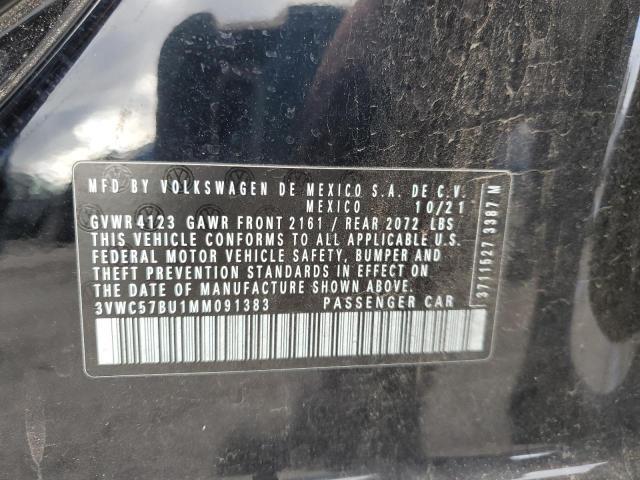 MFD BY VOLKSWAGEN DE MEXICO S.A. DE C.V.
MEXICO 10/21
GVWR 4123 GAWR FRONT 2161 / REAR 2072 LBS
THIS VEHICLE CONFORMS TO ALL APPLICABLE U.S.
FEDERAL MOTOR VEHICLE SAFETY, BUMPER AND
THEFT PREVENTION STANDARDS IN EFFECT ON
THE DATE OF MANUFACTURE SHOWN ABOVE.
3VWC57BU1MM091383 PASSENGER CAR
3711527 3387 M